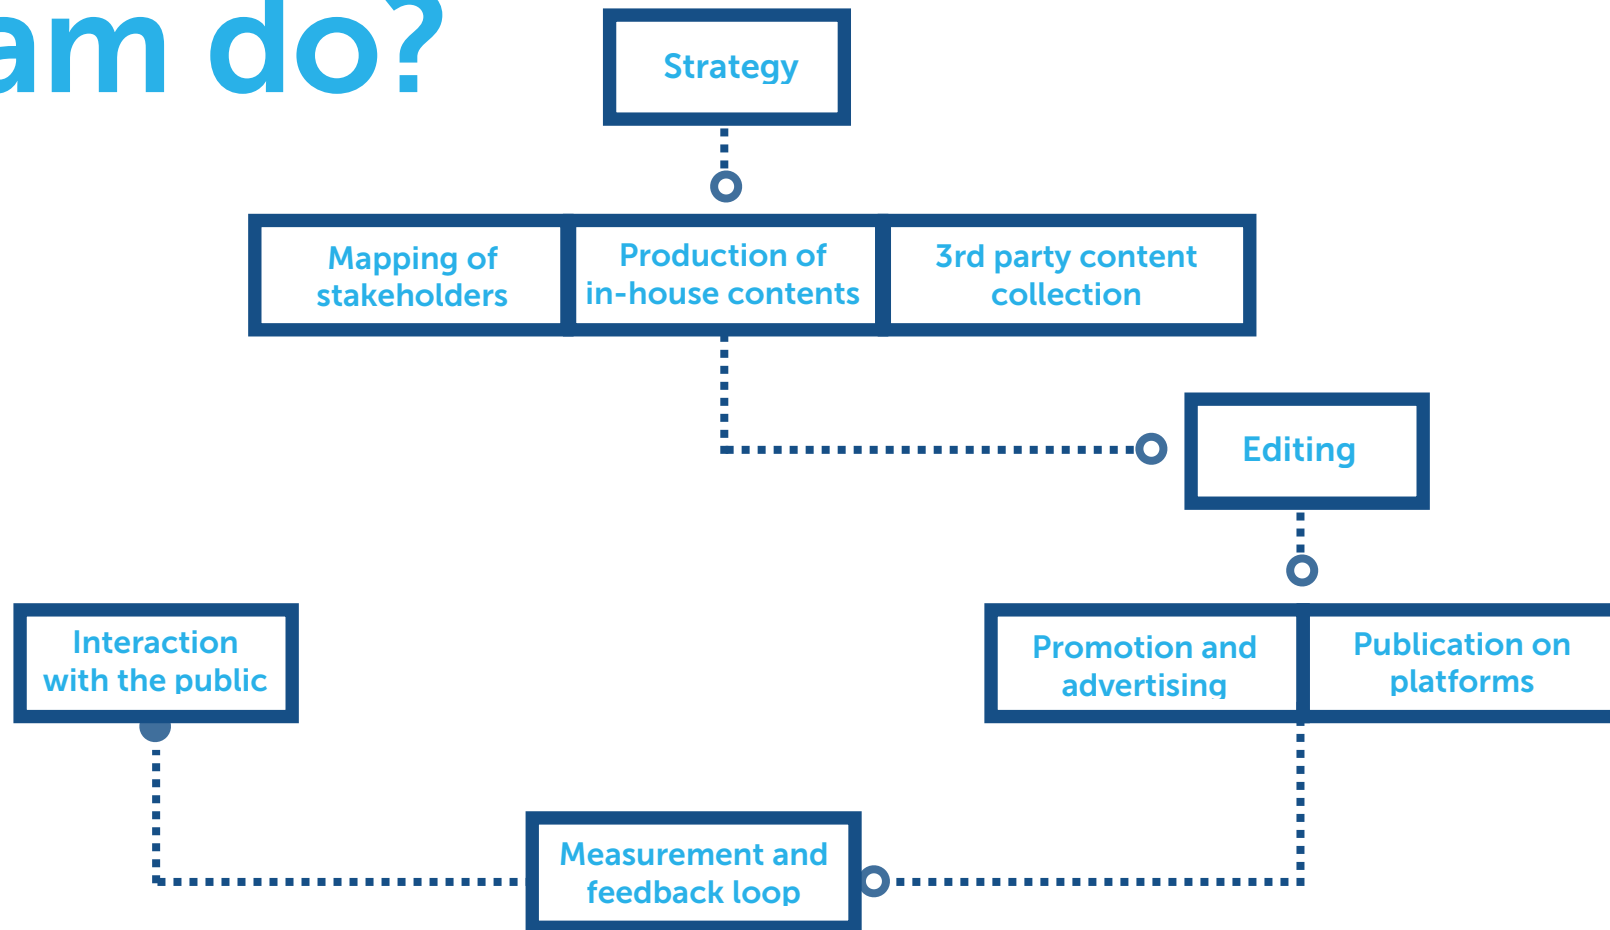 am do?
Strategy
Mapping of
stakeholders
Production of
in-house contents
3rd party content
collection
Editing
Interaction
with the public
Promotion and
advertising
Publication on
platforms
Measurement and
feedback loop